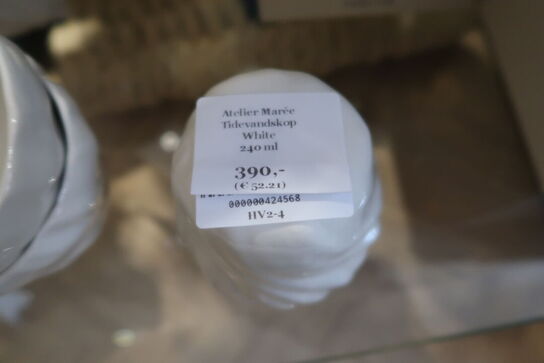 Atelier Marée
Tidevandskop
White
240 ml
390,-
(€ 52.21)
000000424568
HV2-4